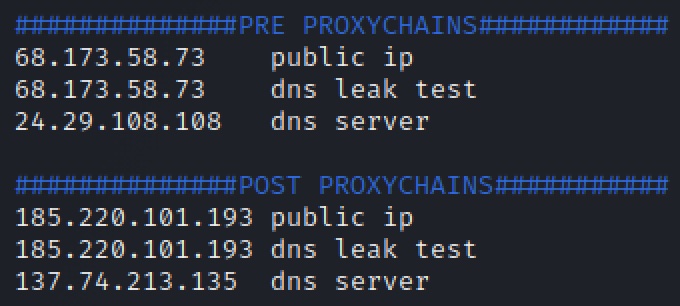 ##############PRE PROXYCHAINS############
68.173.58.73    public ip
68.173.58.73    dns leak test
24.29.108.108   dns server
##############POST PROXYCHAINS###########
185.220.101.193 public ip
185.220.101.193 dns leak test
137.74.213.135  dns server